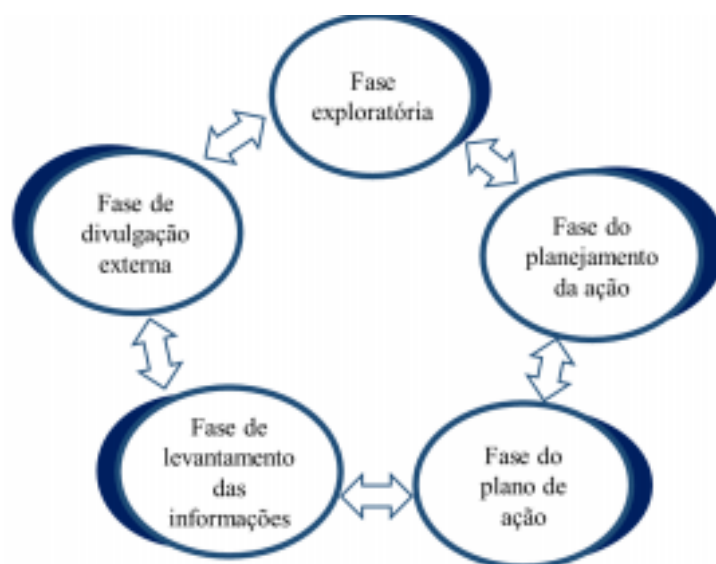 Fase
exploratória
Fase do
planejamento
da ação
Fase do
plano de
ação
Fase de
levantamento
das
informações
Fase de
divulgação
externa